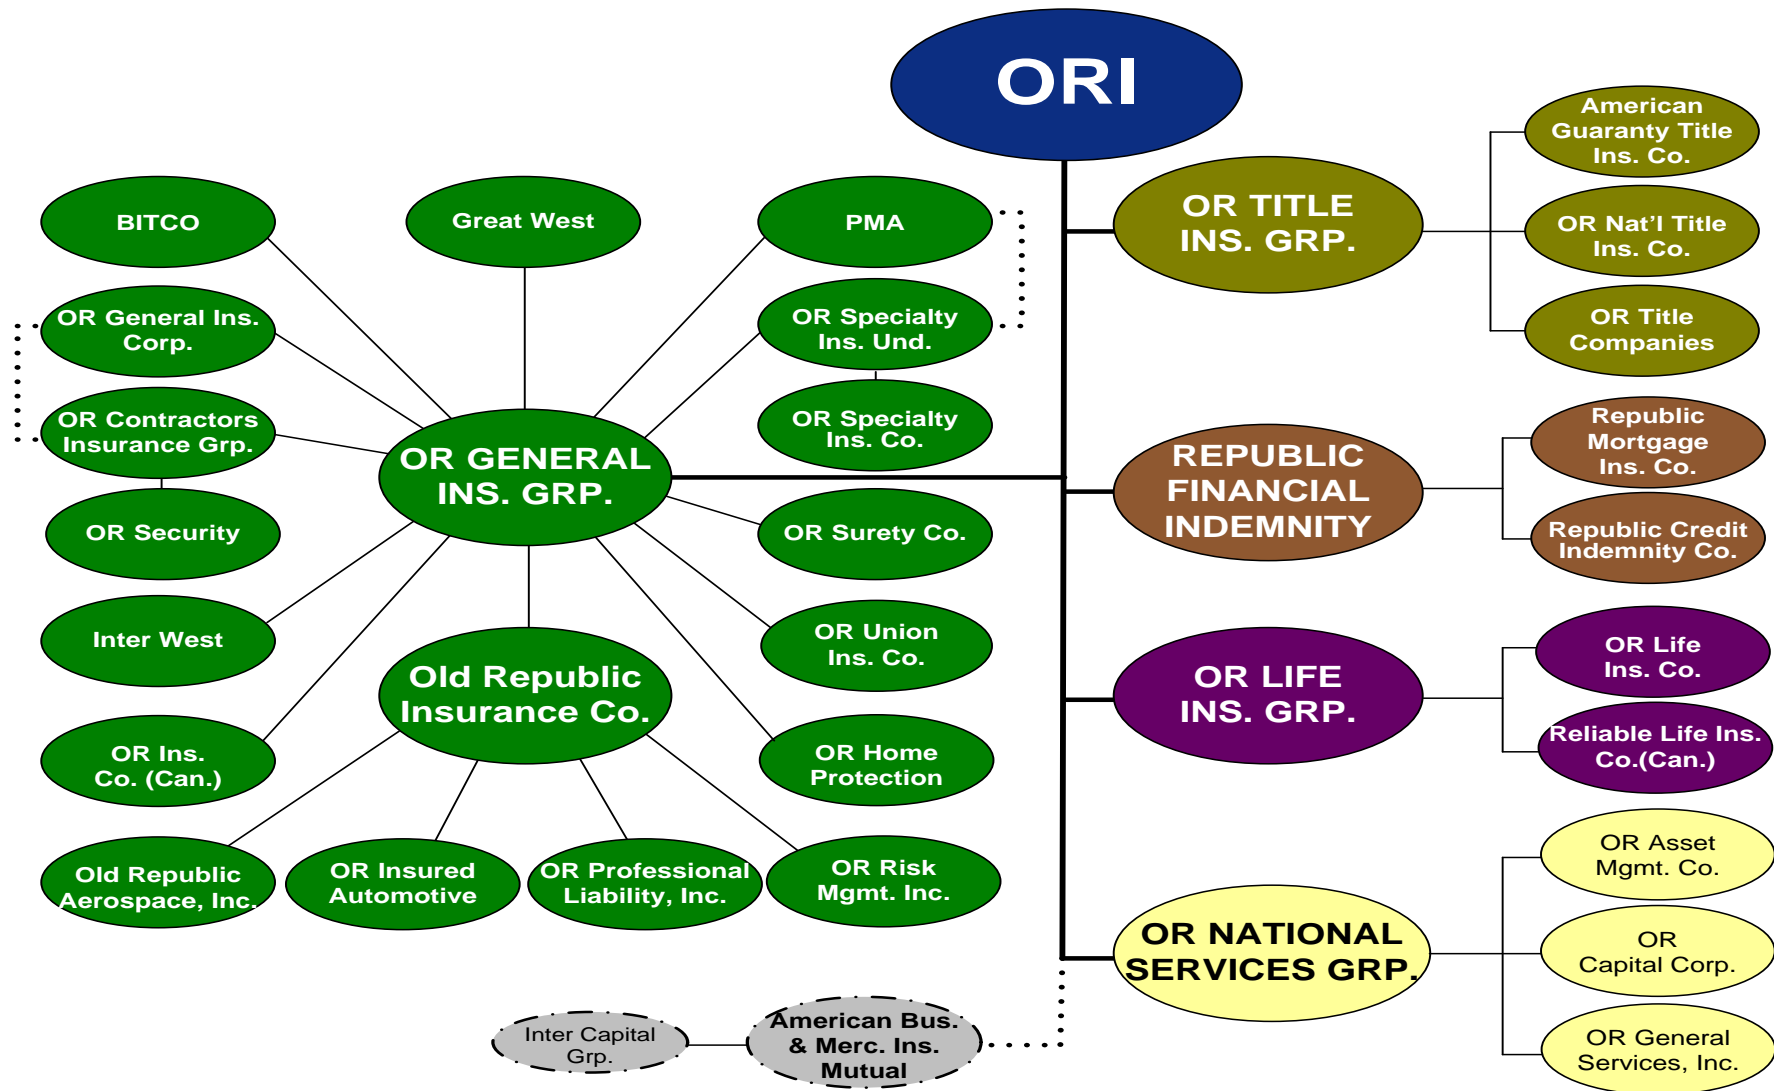 ORI
BITCO
Great West
PMA
OR General Ins.
Corp.
OR Specialty
Ins. Und.
OR Contractors
Insurance Grp.
OR Specialty
Ins. Co.
OR GENERAL
INS. GRP.
OR Security
OR Surety Co.
Inter West
OR Union
Ins. Co.
Old Republic
Insurance Co.
OR Ins.
Co. (Can.)
OR Home
Protection
Old Republic
Aerospace, Inc.
OR Insured
Automotive
OR Professional
Liability, Inc.
OR Risk
Mgmt. Inc.
Inter Capital
Grp.
American Bus.
& Merc. Ins.
Mutual
OR TITLE
INS. GRP.
American
Guaranty Title
Ins. Co.
OR Nat’l Title
Ins. Co.
OR Title
Companies
REPUBLIC
FINANCIAL
INDEMNITY
Republic
Mortgage
Ins. Co.
Republic Credit
Indemnity Co.
OR LIFE
INS. GRP.
OR Life
Ins. Co.
Reliable Life Ins.
Co.(Can.)
OR NATIONAL
SERVICES GRP.
OR Asset
Mgmt. Co.
OR
Capital Corp.
OR General
Services, Inc.